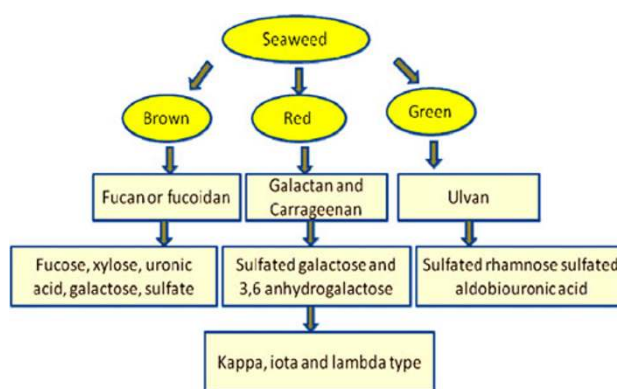 Seaweed
Brown
Red
Green
Fucan or fucoidan
Galactan and
Carrageenan
Ulvan
Fucose, xylose, uronic
acid, galactose, sulfate
Sulfated galactose and
3,6 anhydrogalactose
Sulfated rhamnose sulfated
aldobiouronic acid
Kappa, iota and lambda type